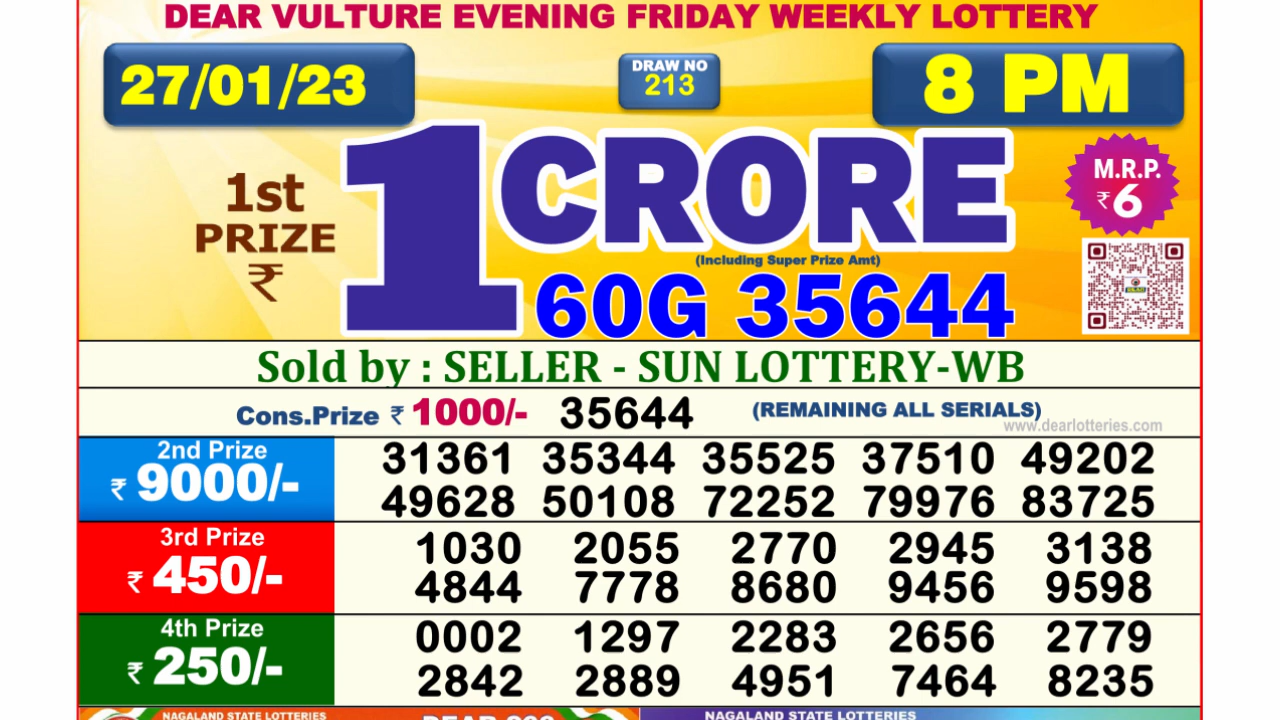 DEAR VULTURE EVENING FRIDAY WEEKLY LOTTERY
27/01/23
DRAW NO
213
8 PM
1st
PRIZE
₹
1 CRORE
(Including Super Prize Amt)
60G 35644
M.R.P.
₹6
Sold by : SELLER - SUN LOTTERY-WB
Cons.Prize ₹ 1000/- 35644 (REMAINING ALL SERIALS)
www.dearlotteries.com
2nd Prize
₹ 9000/-
31361 35344 35525 37510 49202
49628 50108 72252 79976 83725
3rd Prize
₹ 450/-
1030 2055 2770 2945 3138
4844 7778 8680 9456 9598
4th Prize
₹ 250/-
0002 1297 2283 2656 2779
2842 2889 4951 7464 8235
NAGALAND STATE LOTTERIES
DEAR
NAGALAND STATE LOTTERIES